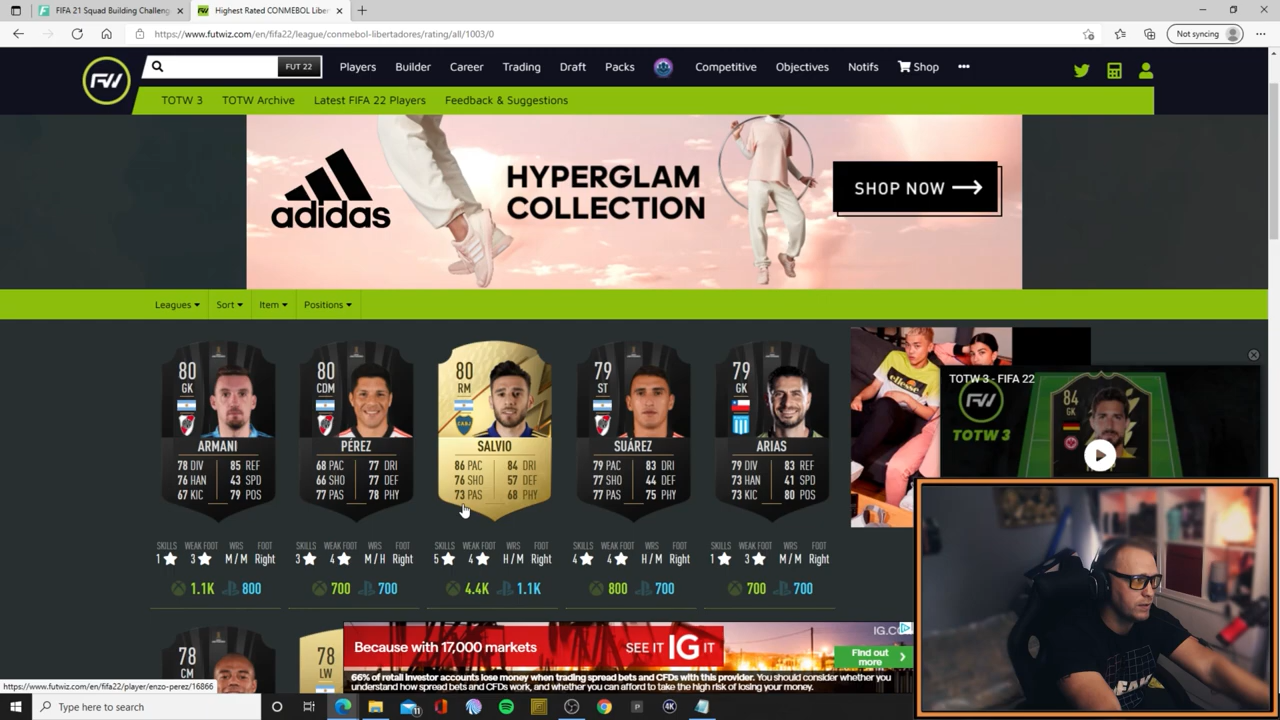 FIFA 21 Squad Building Challeng
Highest Rated CONMEBOL Liber
https://www.futwiz.com/en/fifa22/league/conmebol-libertadores/rating/all/1003/0
Not syncing
FW
FUT 22
Players
Builder
Career
Trading
Draft
Packs
Competitive
Objectives
Notifs
Shop
TOTW 3
TOTW Archive
Latest FIFA 22 Players
Feedback & Suggestions
adidas
HYPERGLAM
COLLECTION
SHOP NOW
Leagues
Sort
Item
Positions
80
GK
ARMANI
78 DIV 85 REF
76 HAN 43 SPD
67 KIC 79 POS
80
CDM
PÉREZ
68 PAC 77 DRI
66 SHO 77 DEF
77 PAS 78 PHY
80
RM
SALVIO
86 PAC 84 DRI
76 SHO 57 DEF
73 PAS 68 PHY
79
ST
SUÁREZ
79 PAC 83 DRI
77 SHO 44 DEF
77 PAS 75 PHY
79
GK
ARIAS
79 DIV 83 REF
73 HAN 41 SPD
73 KIC 80 POS
SKILLS WEAK FOOT WRS FOOT
1 3 M / M Right
1.1K 800
SKILLS WEAK FOOT WRS FOOT
3 4 M / H Right
700 700
SKILLS WEAK FOOT WRS FOOT
5 4 H / M Right
4.4K 1.1K
SKILLS WEAK FOOT WRS FOOT
4 4 H / M Right
800 700
SKILLS WEAK FOOT WRS FOOT
1 3 M / M Right
700 700
ellesse
TOTW 3 - FIFA 22
FW
TOTW 3
84
GK
78
CM
78
LW
Because with 17,000 markets
SEE IT IG IT
IG.C
Find out
more
66% of retail investor accounts lose money when trading spread bets and CFDs with this provider. You should consider whether you
understand how spread bets and CFDs work, and whether you can afford to take the high risk of losing your money.
https://www.futwiz.com/en/fifa22/player/enzo-perez/16866
Type here to search
11
P
4K